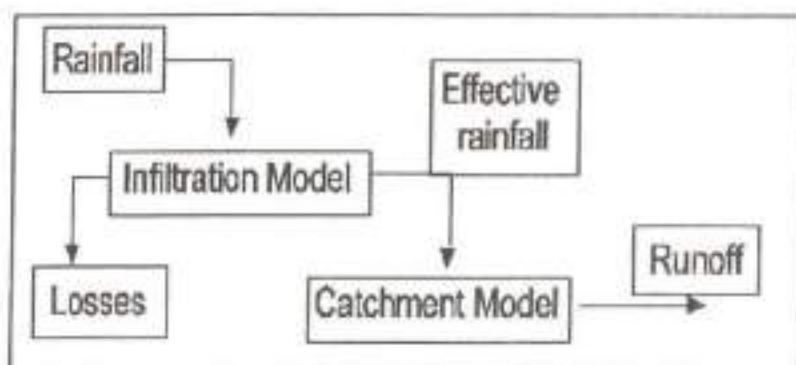 Rainfall
Effective
rainfall
Infiltration Model
Runoff
Losses
Catchment Model